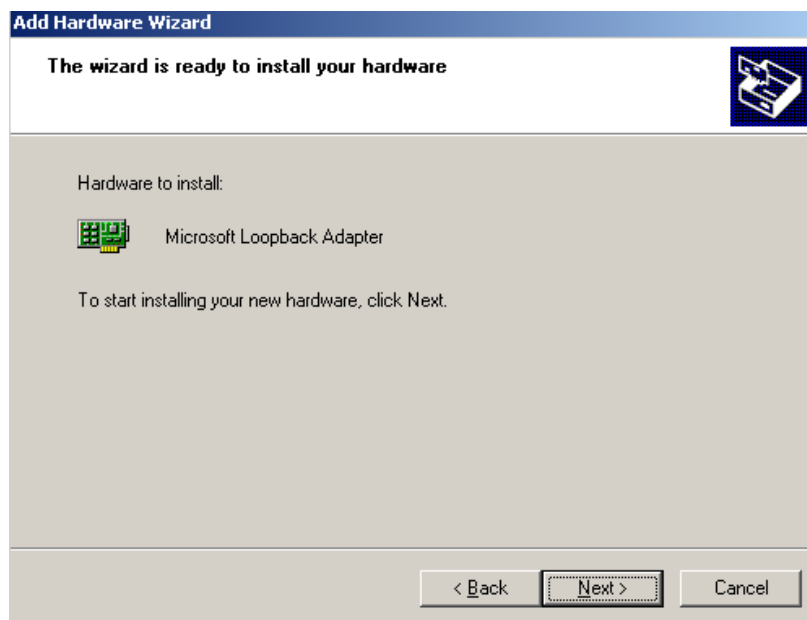 Add Hardware Wizard
The wizard is ready to install your hardware
Hardware to install:
Microsoft Loopback Adapter
To start installing your new hardware, click Next.
< Back Next > Cancel